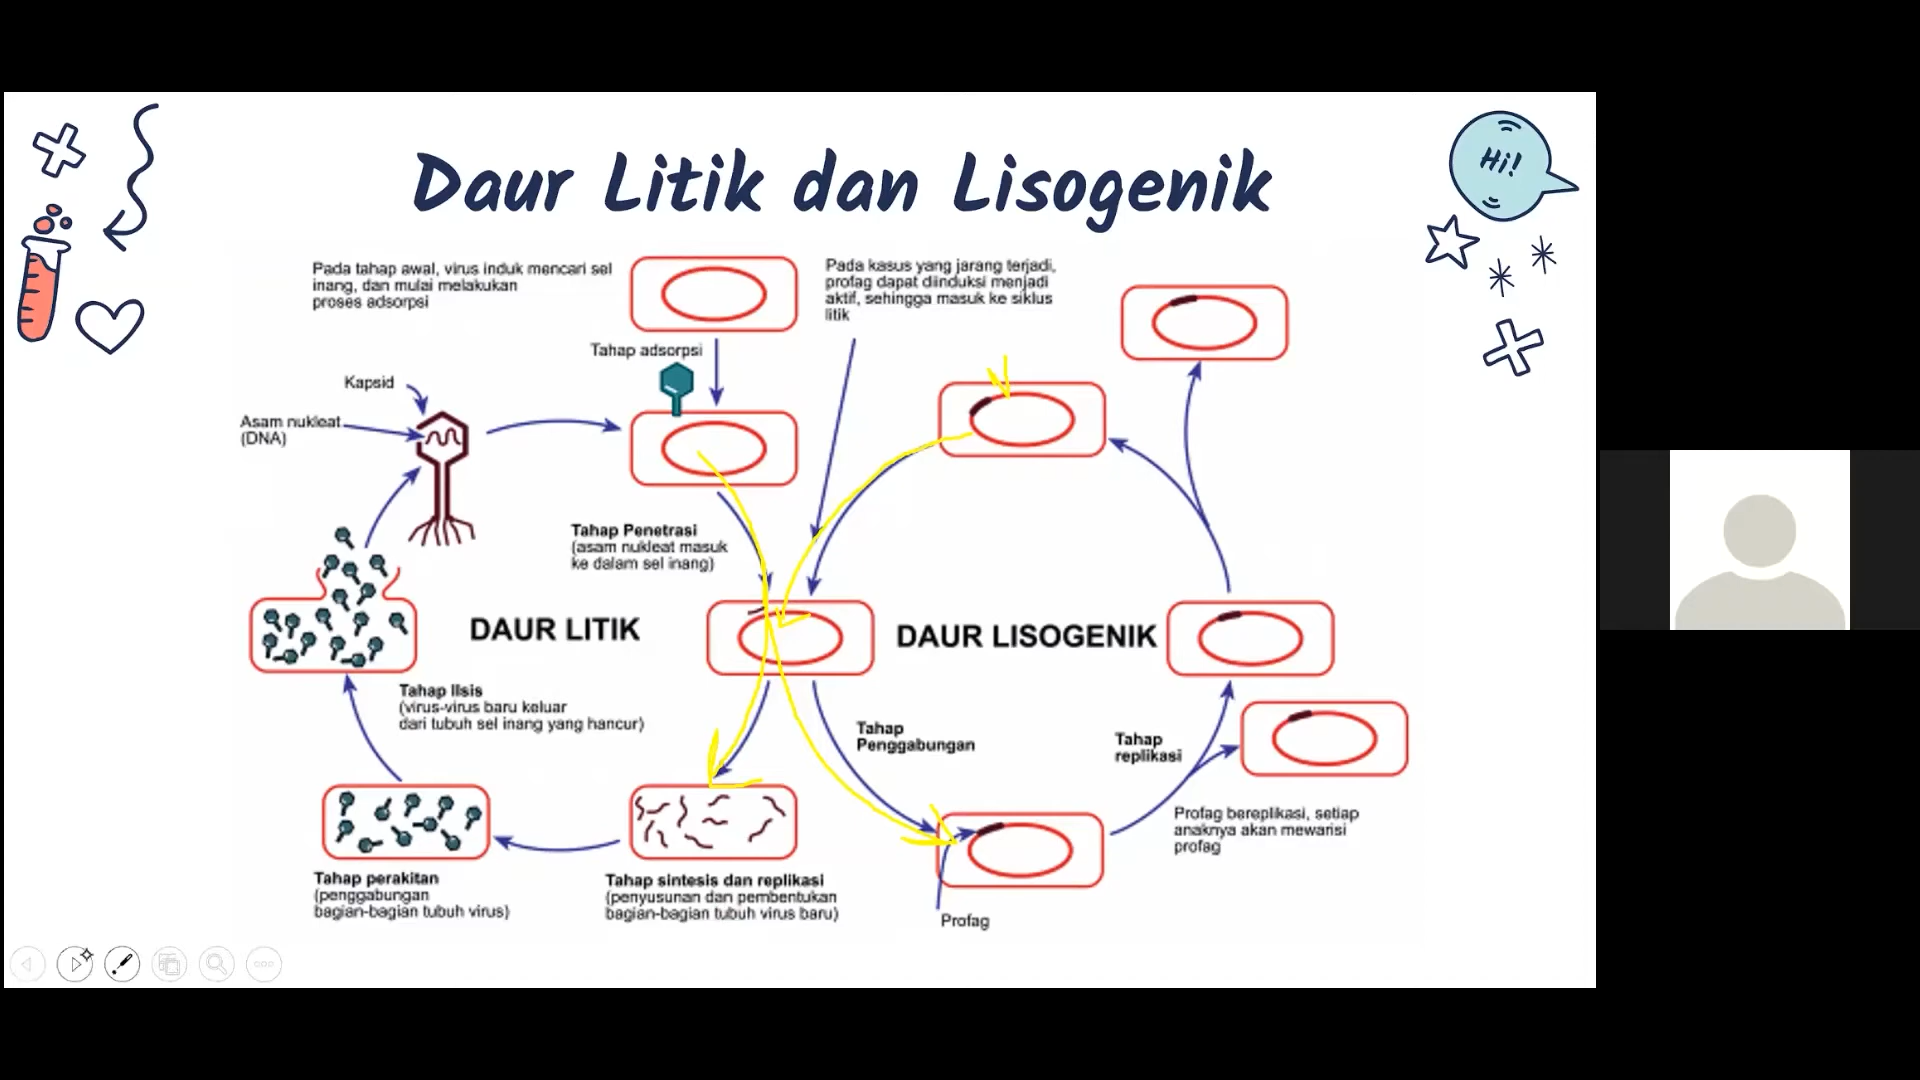 Daur Litik dan Lisogenik
Hi!
Pada tahap awal, virus induk mencari sel
inang, dan mulai melakukan
proses adsorpsi
Pada kasus yang jarang terjadi,
profag dapat diinduksi menjadi
aktif, sehingga masuk ke siklus
litik
Tahap adsorpsi
Kapsid
Asam nukleat
(DNA)
Tahap Penetrasi
(asam nukleat masuk
ke dalam sel inang)
DAUR LITIK
DAUR LISOGENIK
Tahap lisis
(virus-virus baru keluar
dari tubuh sel inang yang hancur)
Tahap
Penggabungan
Tahap
replikasi
Profag bereplikasi, setiap
anaknya akan mewarisi
profag
Tahap perakitan
(penggabungan
bagian-bagian tubuh virus)
Tahap sintesis dan replikasi
(penyusunan dan pembentukan
bagian-bagian tubuh virus baru)
Profag